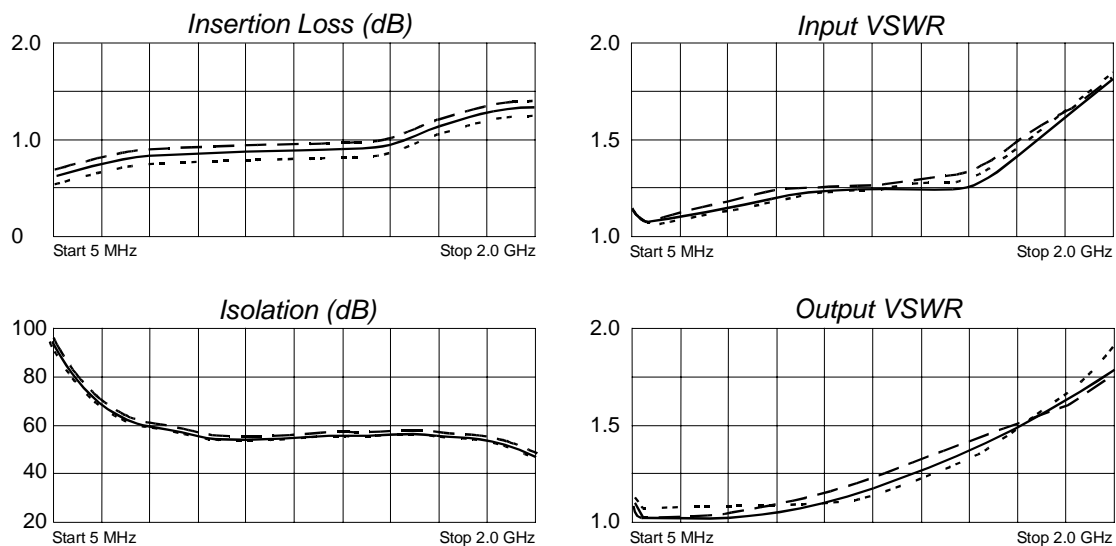 Insertion Loss (dB)
2.0
1.0
0
Start 5 MHz
Stop 2.0 GHz
Input VSWR
2.0
1.5
1.0
Start 5 MHz
Stop 2.0 GHz
Isolation (dB)
100
80
60
40
20
Start 5 MHz
Stop 2.0 GHz
Output VSWR
2.0
1.5
1.0
Start 5 MHz
Stop 2.0 GHz